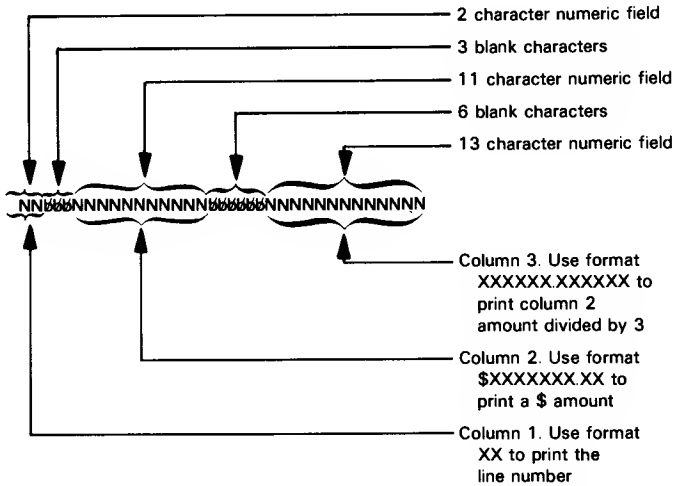 2 character numeric field
3 blank characters
11 character numeric field
6 blank characters
13 character numeric field
NNƀƀƀNNNNNNNNNNNƀƀƀƀƀƀNNNNNNNNNNNNN
Column 3. Use format
XXXXXX.XXXXXX to
print column 2
amount divided by 3
Column 2. Use format
$XXXXXXX.XX to
print a $ amount
Column 1. Use format
XX to print the
line number